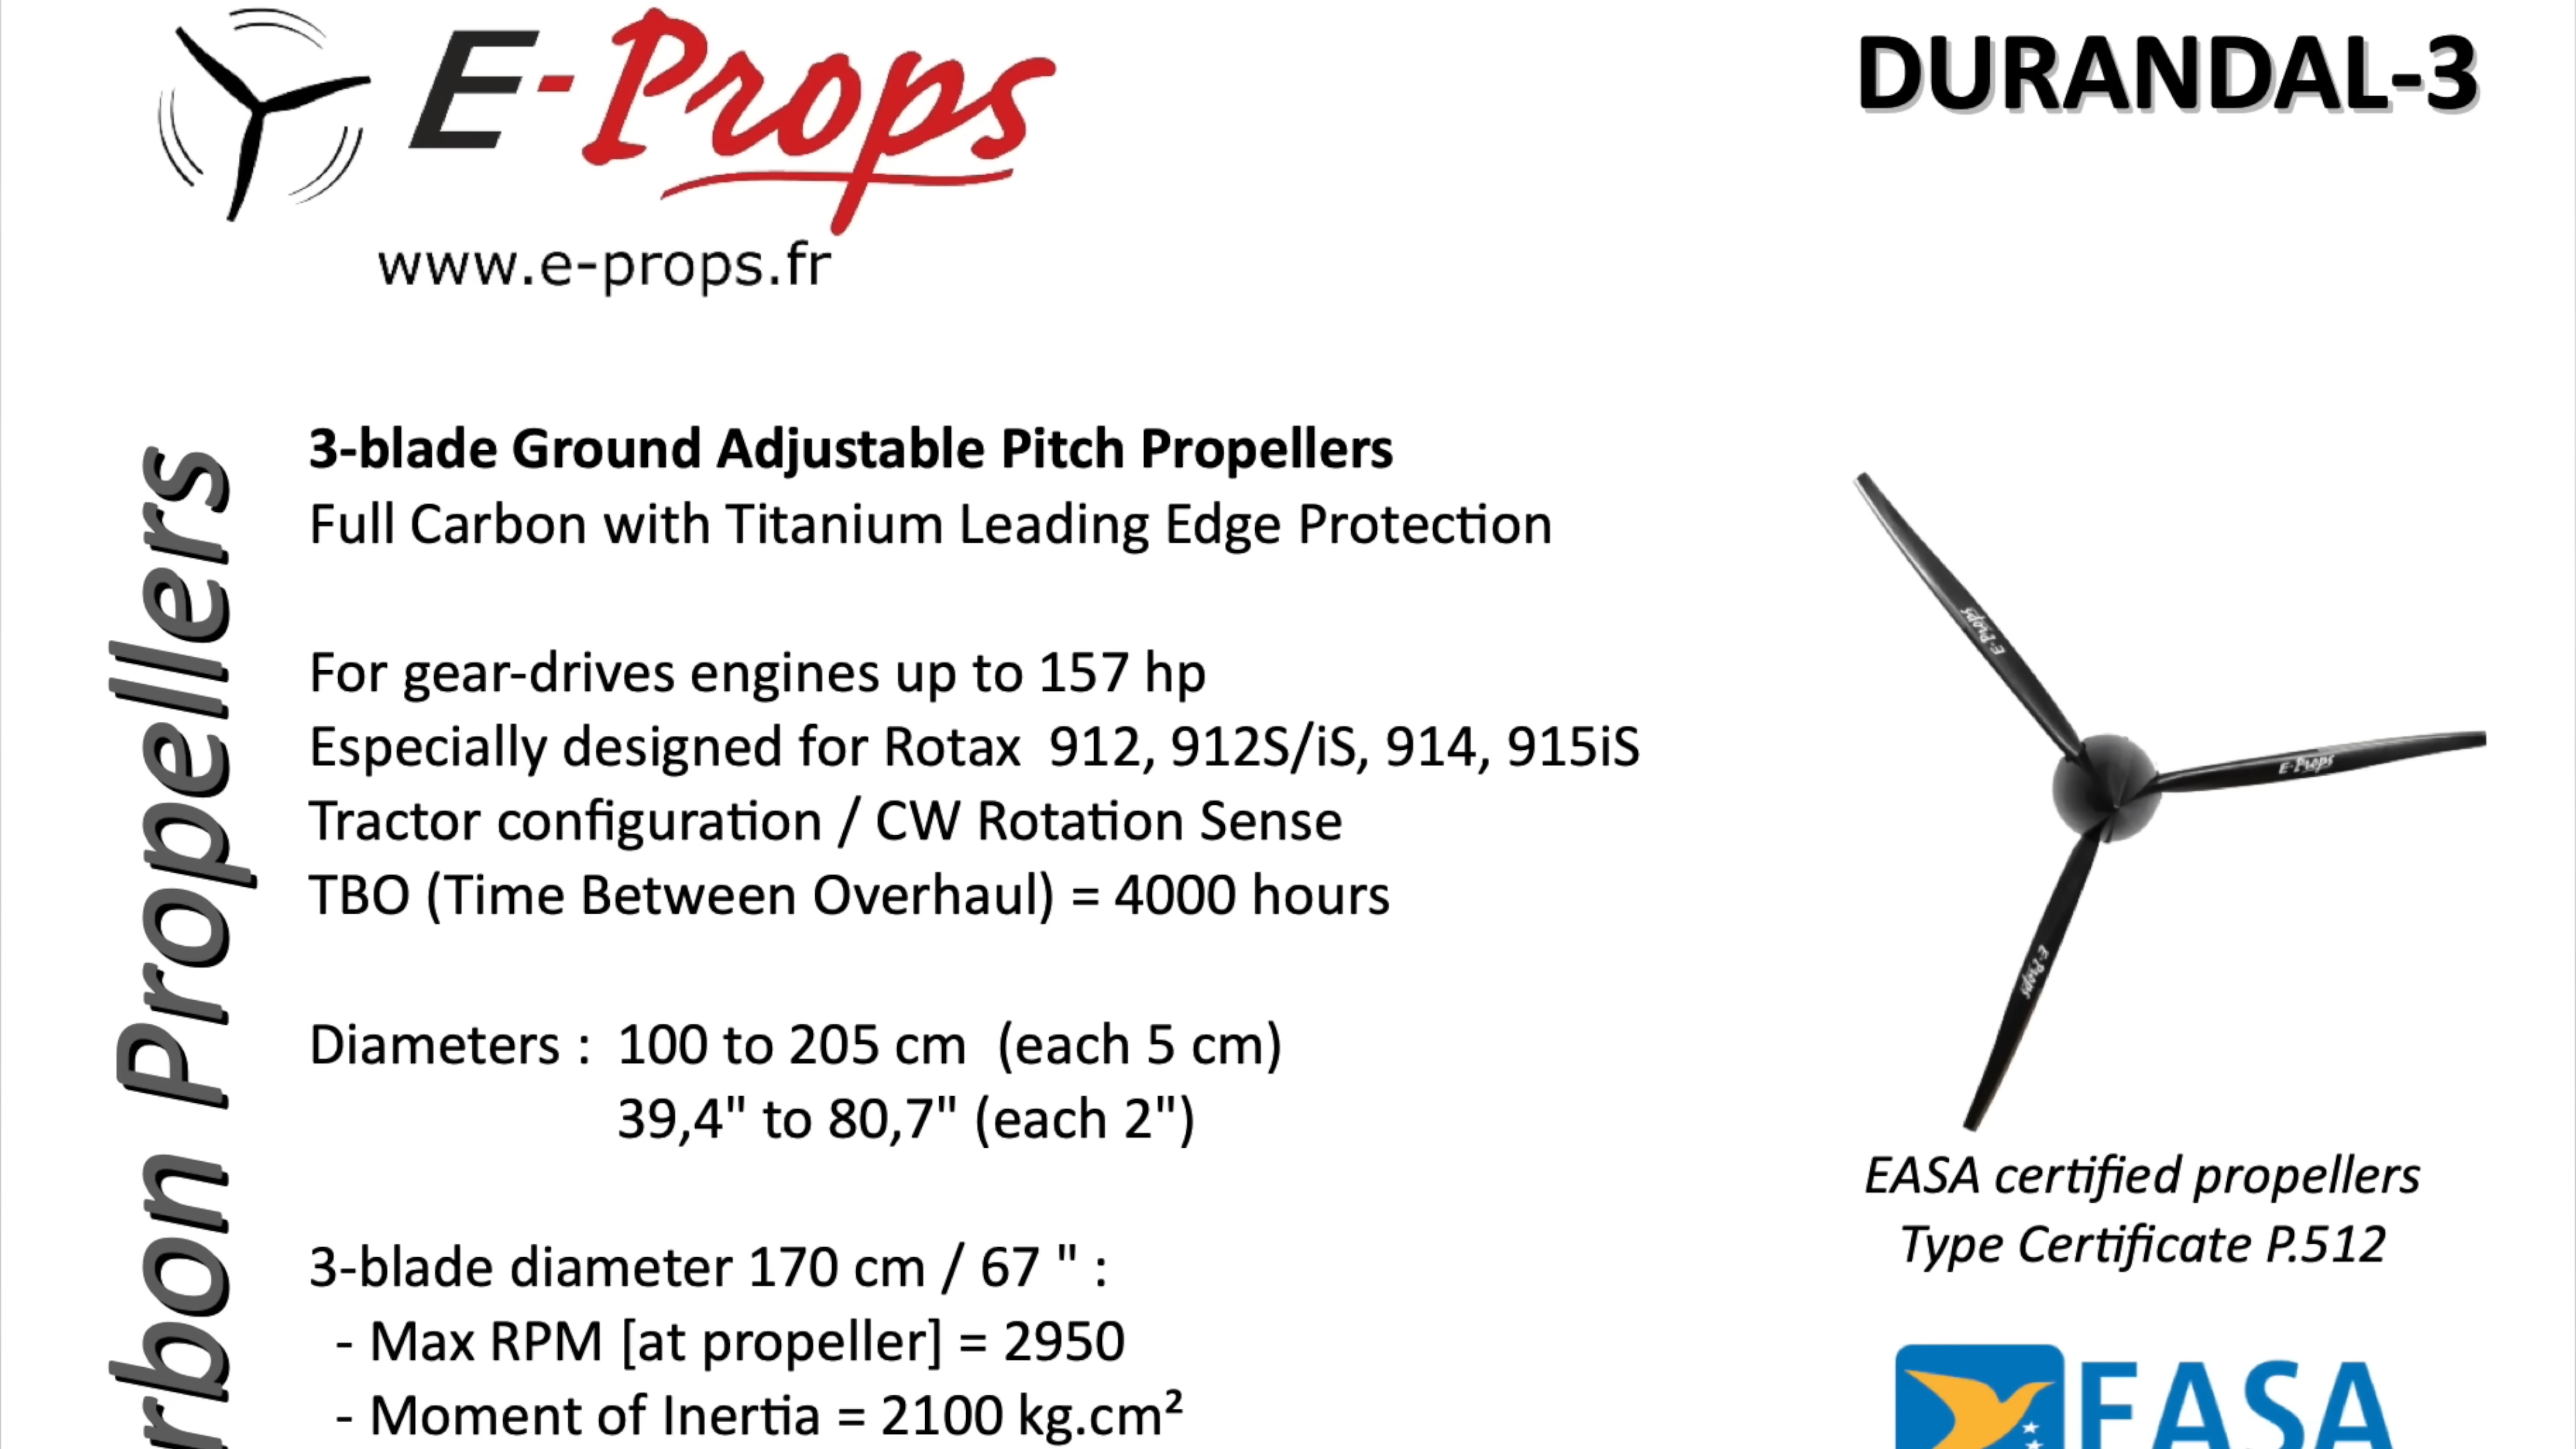 E-Props
www.e-props.fr
DURANDAL-3
rbon Propellers
3-blade Ground Adjustable Pitch Propellers
Full Carbon with Titanium Leading Edge Protection
For gear-drives engines up to 157 hp
Especially designed for Rotax  912, 912S/iS, 914, 915iS
Tractor configuration / CW Rotation Sense
TBO (Time Between Overhaul) = 4000 hours
Diameters :  100 to 205 cm  (each 5 cm)
39,4" to 80,7" (each 2")
3-blade diameter 170 cm / 67 " :
- Max RPM [at propeller] = 2950
- Moment of Inertia = 2100 kg.cm²
E-Props
E-Props
E-Props
EASA certified propellers
Type Certificate P.512
EASA